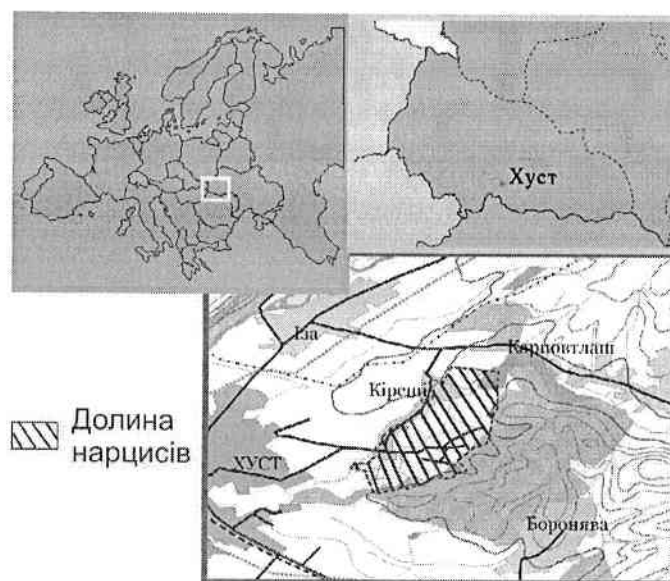 Хуст
Іза
Карповтлаш
Кіреші
Долина
нарцисів
ХУСТ
Боронява